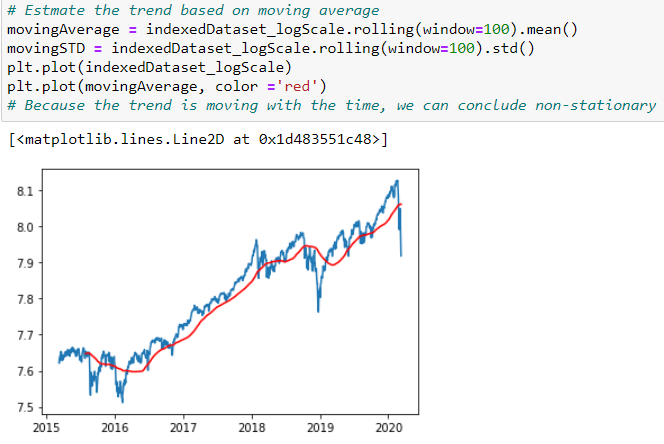 # Estmate the trend based on moving average
movingAverage = indexedDataset_logScale.rolling(window=100).mean()
movingSTD = indexedDataset_logScale.rolling(window=100).std()
plt.plot(indexedDataset_logScale)
plt.plot(movingAverage, color ='red')
# Because the trend is moving with the time, we can conclude non-stationary
[<matplotlib.lines.Line2D at 0x1d483551c48>]
8.1
8.0
7.9
7.8
7.7
7.6
7.5
2015 2016 2017 2018 2019 2020